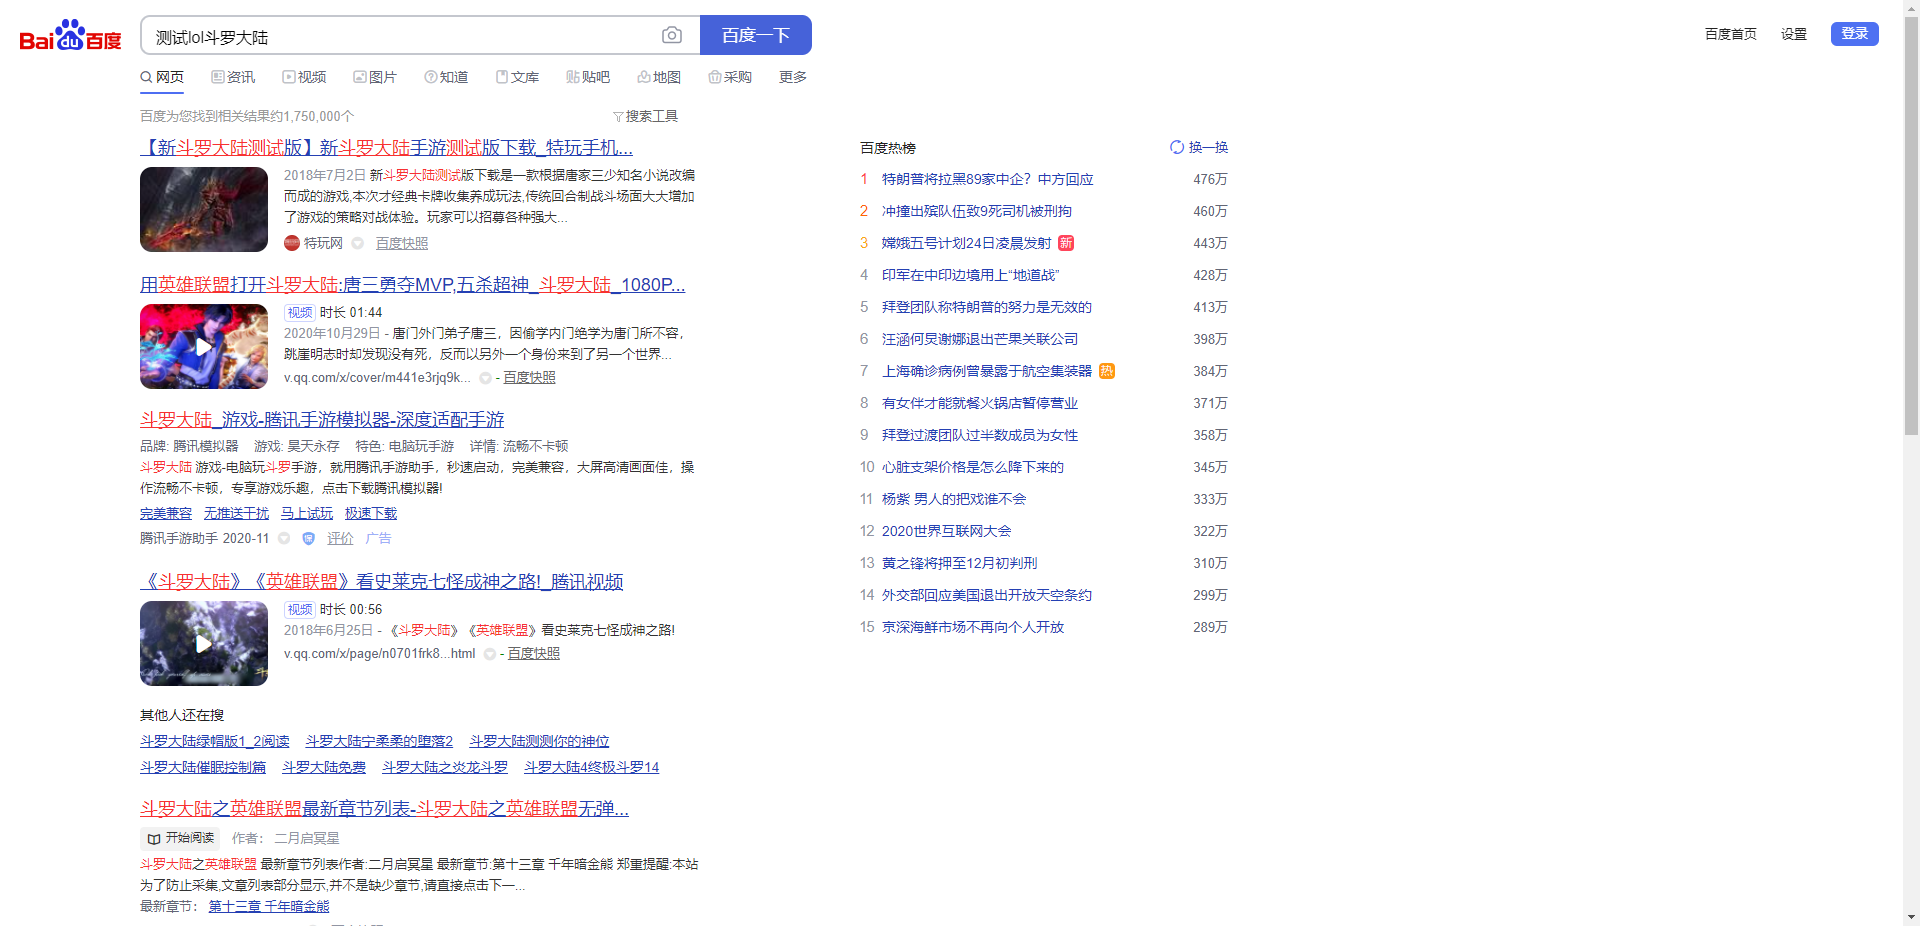 Bai du 百度
测试lol斗罗大陆
百度一下
百度首页 设置 登录
网页 资讯 视频 图片 知道 文库 贴吧 地图 采购 更多
百度为您找到相关结果约1,750,000个
搜索工具
【新斗罗大陆测试版】新斗罗大陆手游测试版下载_特玩手机...
2018年7月2日 新斗罗大陆测试版下载是一款根据唐家三少知名小说改编
而成的游戏,本次才经典卡牌收集养成玩法,传统回合制战斗场面大大增加
了游戏的策略对战体验。玩家可以招募各种强大...
特玩网 百度快照
用英雄联盟打开斗罗大陆:唐三勇夺MVP,五杀超神_斗罗大陆_1080P...
视频 时长 01:44
2020年10月29日 - 唐门外门弟子唐三，因偷学内门绝学为唐门所不容，
跳崖明志时却发现没有死，反而以另外一个身份来到了另一个世界...
v.qq.com/x/cover/m441e3rjq9k... - 百度快照
斗罗大陆_游戏-腾讯手游模拟器-深度适配手游
品牌: 腾讯模拟器 游戏: 昊天永存 特色: 电脑玩手游 详情: 流畅不卡顿
斗罗大陆 游戏-电脑玩斗罗手游，就用腾讯手游助手，秒速启动，完美兼容，大屏高清画面佳，操
作流畅不卡顿，专享游戏乐趣，点击下载腾讯模拟器!
完美兼容 无推送干扰 马上试玩 极速下载
腾讯手游助手 2020-11 保 评价 广告
《斗罗大陆》《英雄联盟》看史莱克七怪成神之路!_腾讯视频
视频 时长 00:56
2018年6月25日 - 《斗罗大陆》《英雄联盟》看史莱克七怪成神之路!
v.qq.com/x/page/n0701frk8...html - 百度快照
其他人还在搜
斗罗大陆绿帽版1_2阅读 斗罗大陆宁柔柔的堕落2 斗罗大陆测测你的神位
斗罗大陆催眠控制篇 斗罗大陆免费 斗罗大陆之炎龙斗罗 斗罗大陆4终极斗罗14
斗罗大陆之英雄联盟最新章节列表-斗罗大陆之英雄联盟无弹...
开始阅读 作者： 二月启冥星
斗罗大陆之英雄联盟 最新章节列表作者:二月启冥星 最新章节:第十三章 千年暗金熊 郑重提醒:本站
为了防止采集,文章列表部分显示,并不是缺少章节,请直接点击下一...
最新章节： 第十三章 千年暗金熊
百度热榜 换一换
1 特朗普将拉黑89家中企？中方回应 476万
2 冲撞出殡队伍致9死司机被刑拘 460万
3 嫦娥五号计划24日凌晨发射 新 443万
4 印军在中印边境用上“地道战” 428万
5 拜登团队称特朗普的努力是无效的 413万
6 汪涵何炅谢娜退出芒果关联公司 398万
7 上海确诊病例曾暴露于航空集装器 热 384万
8 有女伴才能就餐火锅店暂停营业 371万
9 拜登过渡团队过半数成员为女性 358万
10 心脏支架价格是怎么降下来的 345万
11 杨紫 男人的把戏谁不会 333万
12 2020世界互联网大会 322万
13 黄之锋将押至12月初判刑 310万
14 外交部回应美国退出开放天空条约 299万
15 京深海鲜市场不再向个人开放 289万